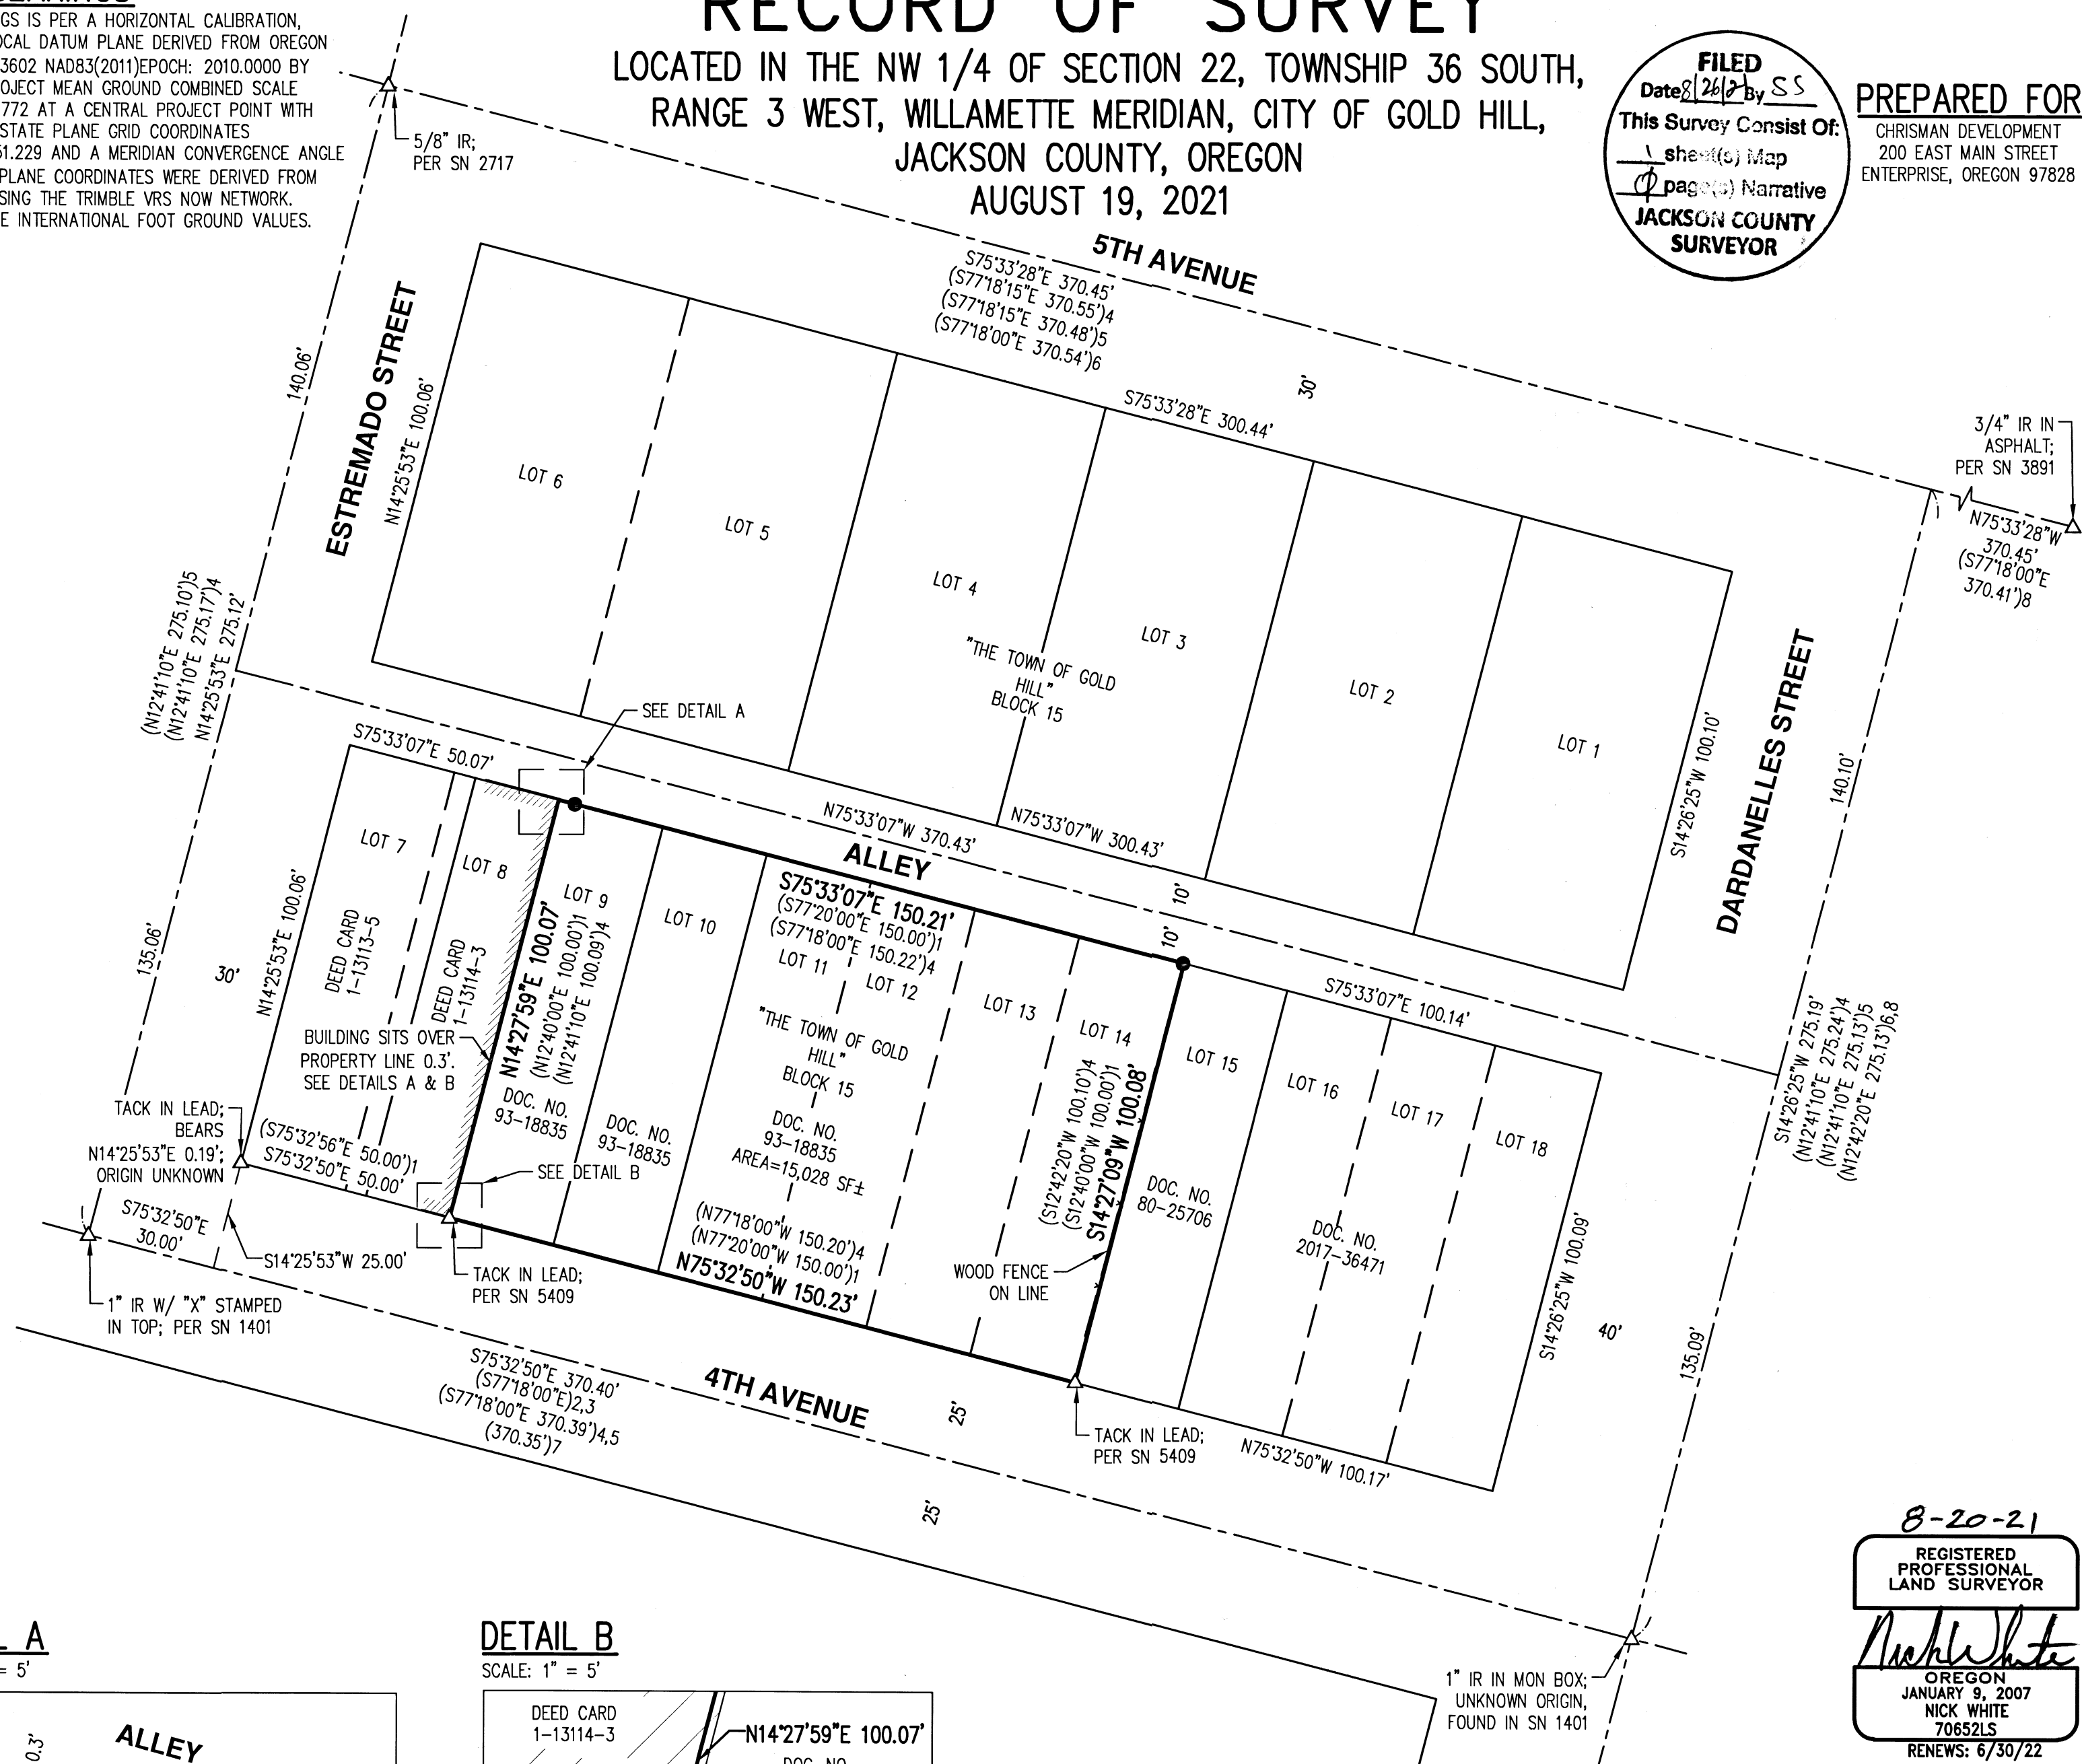 GS IS PER A HORIZONTAL CALIBRATION,
OCAL DATUM PLANE DERIVED FROM OREGON
3602 NAD83(2011)EPOCH: 2010.0000 BY
OJECT MEAN GROUND COMBINED SCALE
772 AT A CENTRAL PROJECT POINT WITH
STATE PLANE GRID COORDINATES
51.229 AND A MERIDIAN CONVERGENCE ANGLE
PLANE COORDINATES WERE DERIVED FROM
SING THE TRIMBLE VRS NOW NETWORK.
E INTERNATIONAL FOOT GROUND VALUES.
RECORD OF SURVEY
LOCATED IN THE NW 1/4 OF SECTION 22, TOWNSHIP 36 SOUTH,
RANGE 3 WEST, WILLAMETTE MERIDIAN, CITY OF GOLD HILL,
JACKSON COUNTY, OREGON
AUGUST 19, 2021
FILED
Date 8/26/21 By SS
This Survey Consist Of:
1 sheet(s) Map
0 page(s) Narrative
JACKSON COUNTY
SURVEYOR
PREPARED FOR
CHRISMAN DEVELOPMENT
200 EAST MAIN STREET
ENTERPRISE, OREGON 97828
5/8" IR;
PER SN 2717
5TH AVENUE
S75°33'28"E 370.45'
(S77°18'15"E 370.55')4
(S77°18'15"E 370.48')5
(S77°18'00"E 370.54')6
30'
S75°33'28"E 300.44'
3/4" IR IN
ASPHALT;
PER SN 3891
N75°33'28"W
370.45'
(S77°18'00"E
370.41')8
140.06'
ESTREMADO STREET
N14°25'53"E 100.06'
LOT 6
LOT 5
LOT 4
LOT 3
LOT 2
LOT 1
"THE TOWN OF GOLD
HILL"
BLOCK 15
S14°26'25"W 100.10'
DARDANELLES STREET
140.10'
(N12°41'10"E 275.10')5
(N12°41'10"E 275.17')4
N14°25'53"E 275.12'
SEE DETAIL A
S75°33'07"E 50.07'
N75°33'07"W 370.43'
N75°33'07"W 300.43'
ALLEY
10'
10'
S75°33'07"E 150.21'
(S77°20'00"E 150.00')1
(S77°18'00"E 150.22')4
S75°33'07"E 100.14'
LOT 7
LOT 8
LOT 9
LOT 10
LOT 11
LOT 12
LOT 13
LOT 14
LOT 15
LOT 16
LOT 17
LOT 18
135.06'
30'
N14°25'53"E 100.06'
DEED CARD
1-13113-5
DEED CARD
1-13114-3
N14°27'59"E 100.07'
(N12°40'00"E 100.00')1
(N12°41'10"E 100.09')4
"THE TOWN OF GOLD
HILL"
BLOCK 15
BUILDING SITS OVER
PROPERTY LINE 0.3'.
SEE DETAILS A & B
DOC. NO.
93-18835
DOC. NO.
93-18835
DOC. NO.
93-18835
AREA=15,028 SF±
(S12°42'20"W 100.10')4
(S12°40'00"W 100.00')1
S14°27'09"W 100.08'
DOC. NO.
80-25706
DOC. NO.
2017-36471
S14°26'25"W 275.19'
(N12°41'10"E 275.24')4
(N12°41'10"E 275.13')5
(N12°42'20"E 275.13')6,8
TACK IN LEAD;
BEARS
N14°25'53"E 0.19';
ORIGIN UNKNOWN
(S75°32'56"E 50.00')1
S75°32'50"E 50.00'
SEE DETAIL B
S75°32'50"E
30.00'
S14°25'53"W 25.00'
(N77°18'00"W 150.20')4
(N77°20'00"W 150.00')1
N75°32'50"W 150.23'
WOOD FENCE
ON LINE
S14°26'25"W 100.09'
40'
135.09'
TACK IN LEAD;
PER SN 5409
1" IR W/ "X" STAMPED
IN TOP; PER SN 1401
S75°32'50"E 370.40'
(S77°18'00"E)2,3
(S77°18'00"E 370.39')4,5
(370.35')7
4TH AVENUE
25'
25'
TACK IN LEAD;
PER SN 5409
N75°32'50"W 100.17'
1" IR IN MON BOX;
UNKNOWN ORIGIN,
FOUND IN SN 1401
8-20-21
REGISTERED
PROFESSIONAL
LAND SURVEYOR
Nick White
OREGON
JANUARY 9, 2007
NICK WHITE
70652LS
RENEWS: 6/30/22
L A
= 5'
ALLEY
0.3'
DETAIL B
SCALE: 1" = 5'
DEED CARD
1-13114-3
N14°27'59"E 100.07'